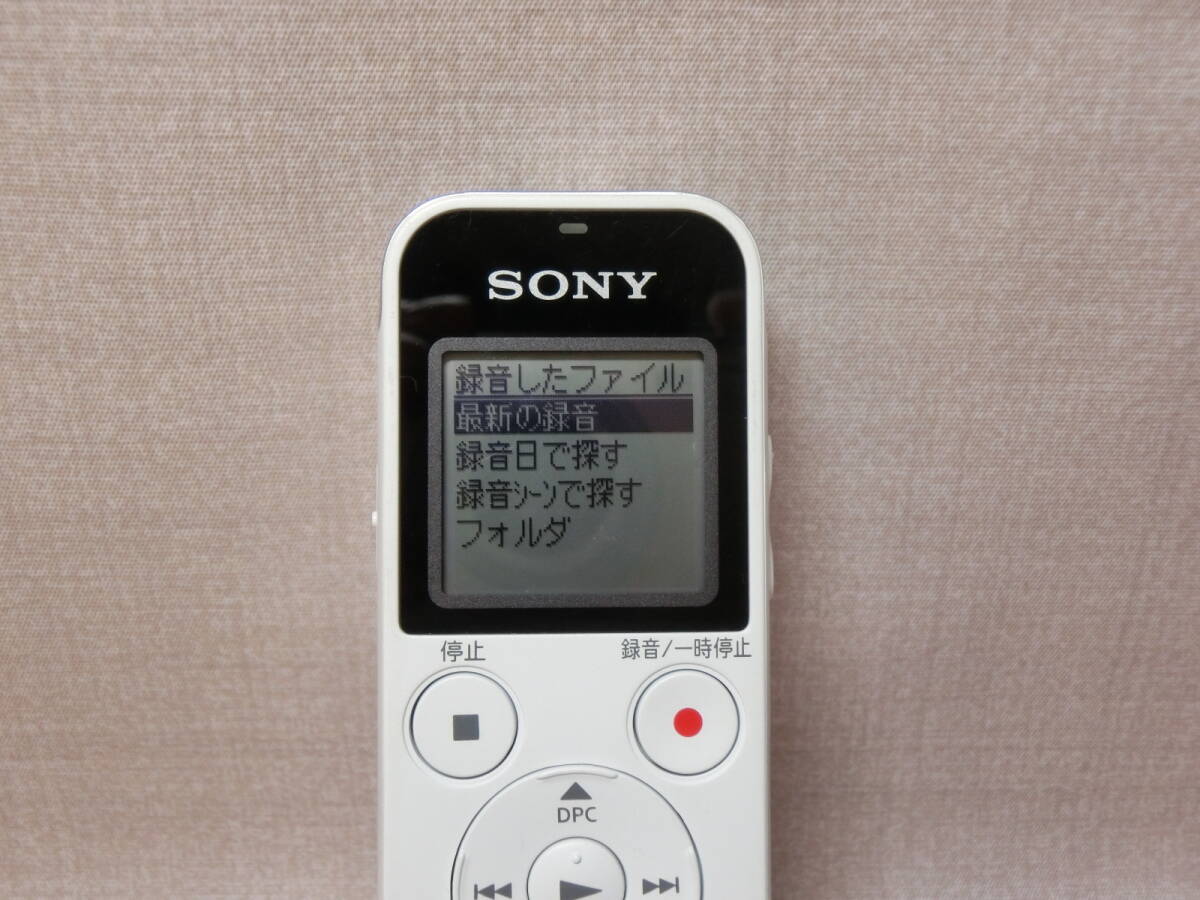 SONY
録音したファイル
最新の録音
録音日で探す
録音ｼｰﾝで探す
フォルダ
停止
録音/一時停止
DPC